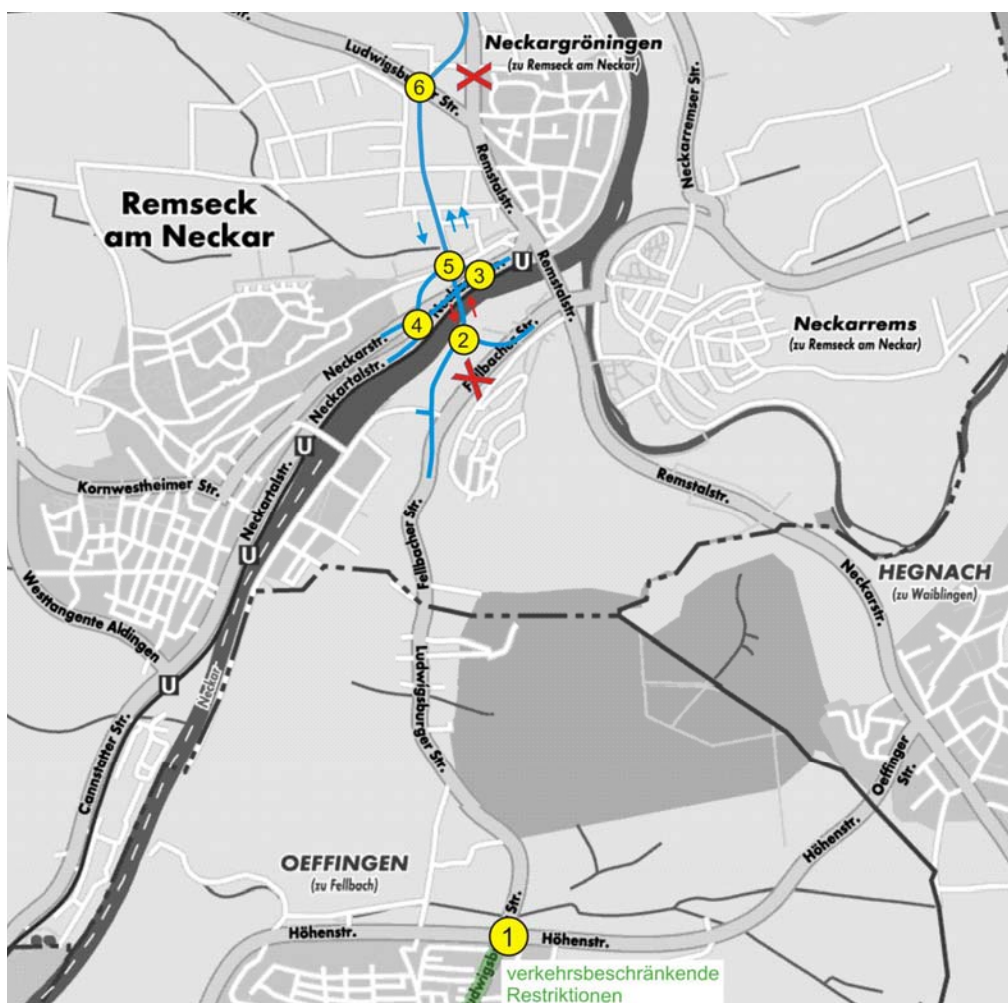 Neckargröningen
(zu Remseck am Neckar)
Ludwigsburger Str.
6
Neckarremser Str.
Remstalstr.
Remseck
am Neckar
5
3
U
Remstalstr.
4
2
Neckarstr.
Neckartalstr.
Fellbacher Str.
Neckarrems
(zu Remseck am Neckar)
U
Kornwestheimer Str.
Neckartalstr.
Remstalstr.
U
Fellbacher Str.
HEGNACH
(zu Waiblingen)
Neckarstr.
Westtangente Aldingen
U
Neckar
Ludwigsburger Str.
Cannstatter Str.
Oeffinger
Str.
Höhenstr.
OEFFINGEN
(zu Fellbach)
Str.
Höhenstr.
1
Höhenstr.
verkehrsbeschränkende
Restriktionen